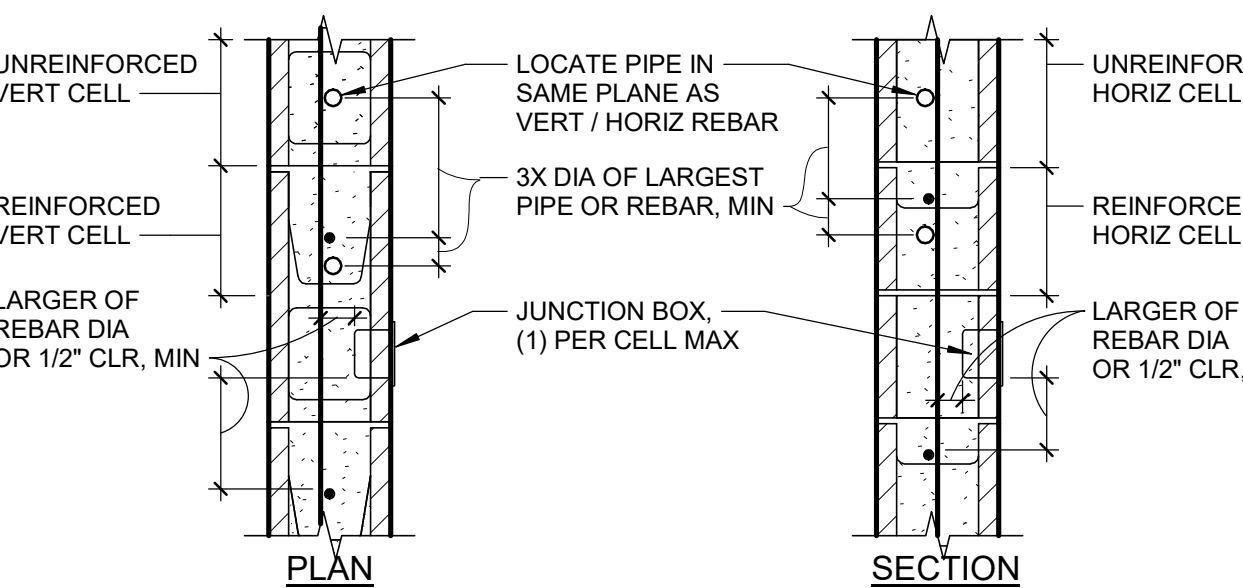 UNREINFORCED
VERT CELL
REINFORCED
VERT CELL
LARGER OF
REBAR DIA
OR 1/2" CLR, MIN
LOCATE PIPE IN
SAME PLANE AS
VERT / HORIZ REBAR
3X DIA OF LARGEST
PIPE OR REBAR, MIN
JUNCTION BOX,
(1) PER CELL MAX
UNREINFOR
HORIZ CELL
REINFORCE
HORIZ CELL
LARGER OF
REBAR DIA
OR 1/2" CLR,
PLAN
SECTION